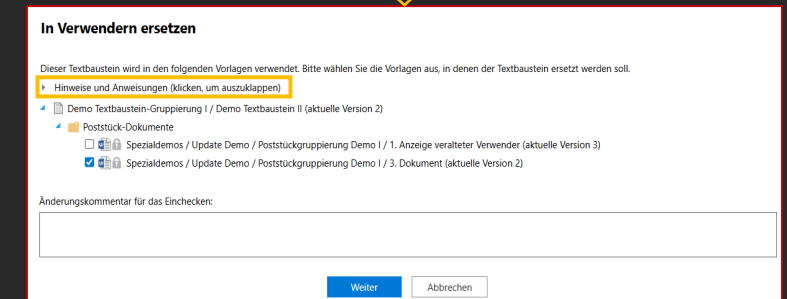 In Verwendern ersetzen
Dieser Textbaustein wird in den folgenden Vorlagen verwendet. Bitte wählen Sie die Vorlagen aus, in denen der Textbaustein ersetzt werden soll.
Hinweise und Anweisungen (klicken, um auszuklappen)
Demo Textbaustein-Gruppierung I / Demo Textbaustein II (aktuelle Version 2)
Poststück-Dokumente
Spezialdemos / Update Demo / Poststückgruppierung Demo I / 1. Anzeige veralteter Verwender (aktuelle Version 3)
Spezialdemos / Update Demo / Poststückgruppierung Demo I / 3. Dokument (aktuelle Version 2)
Änderungskommentar für das Einchecken:
Weiter Abbrechen